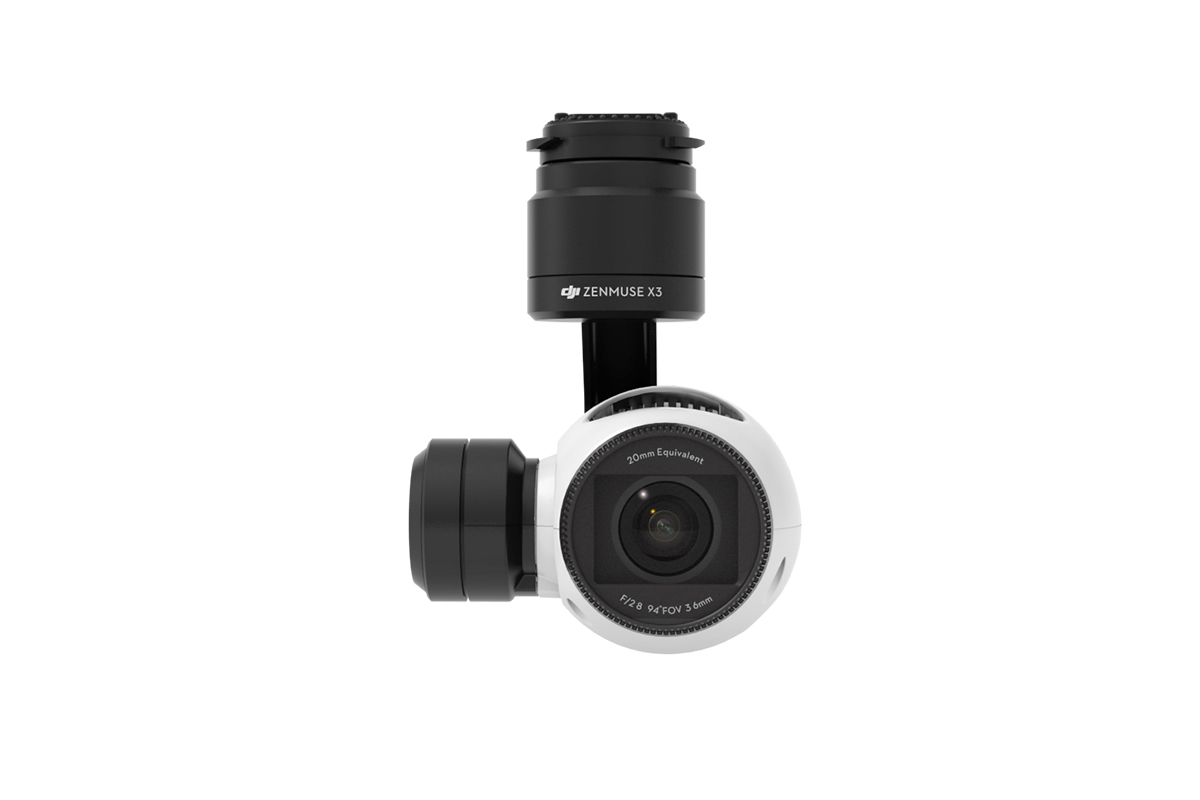 dji ZENMUSE X3
20mm Equivalent
F/2.8 94°FOV 3.6mm